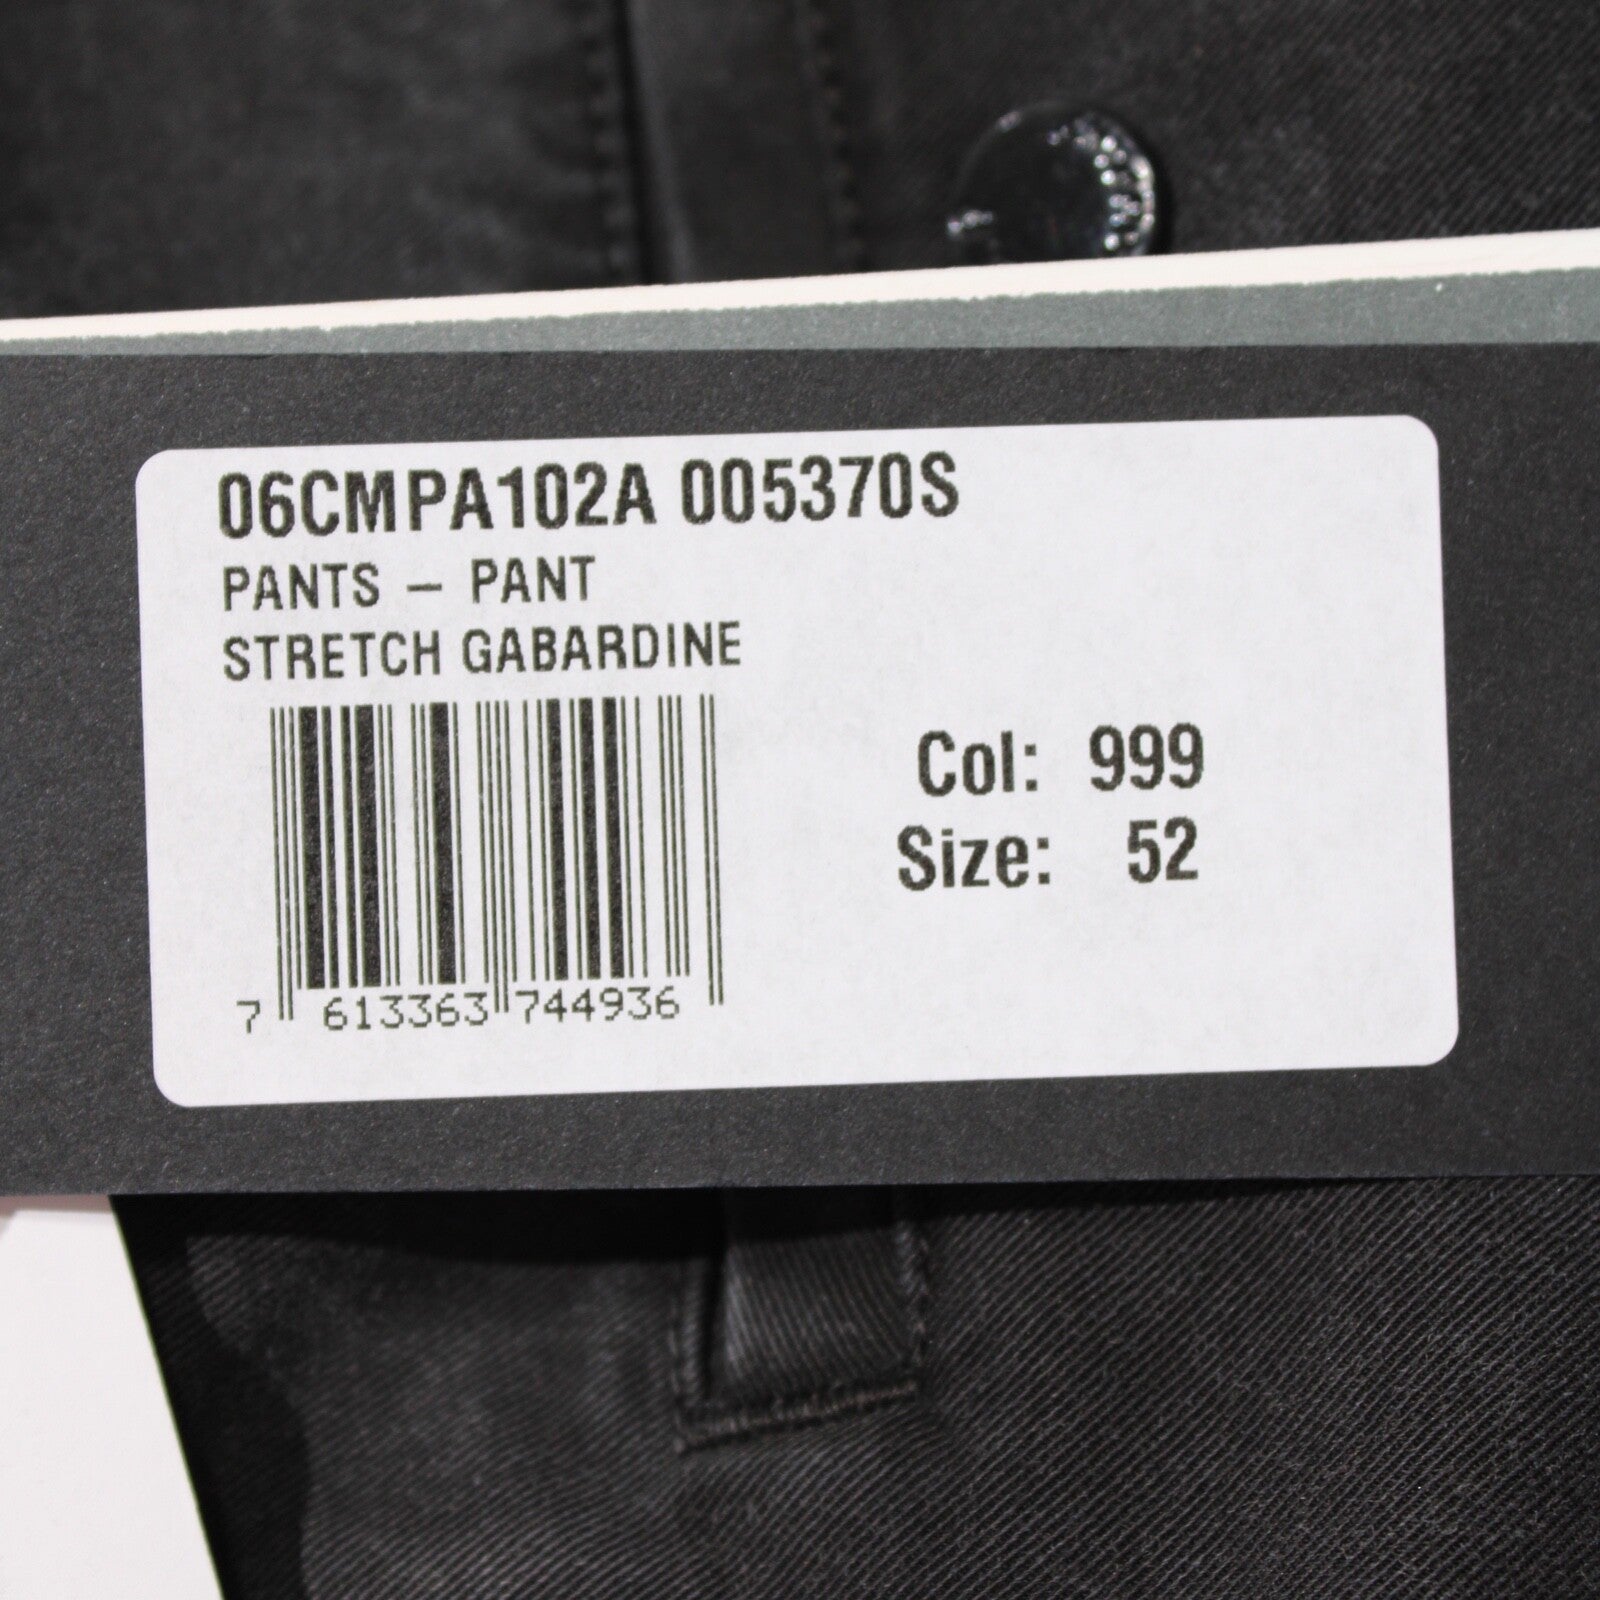 06CMPA102A 005370S
PANTS – PANT
STRETCH GABARDINE
Col: 999
Size: 52
7 613363 744936